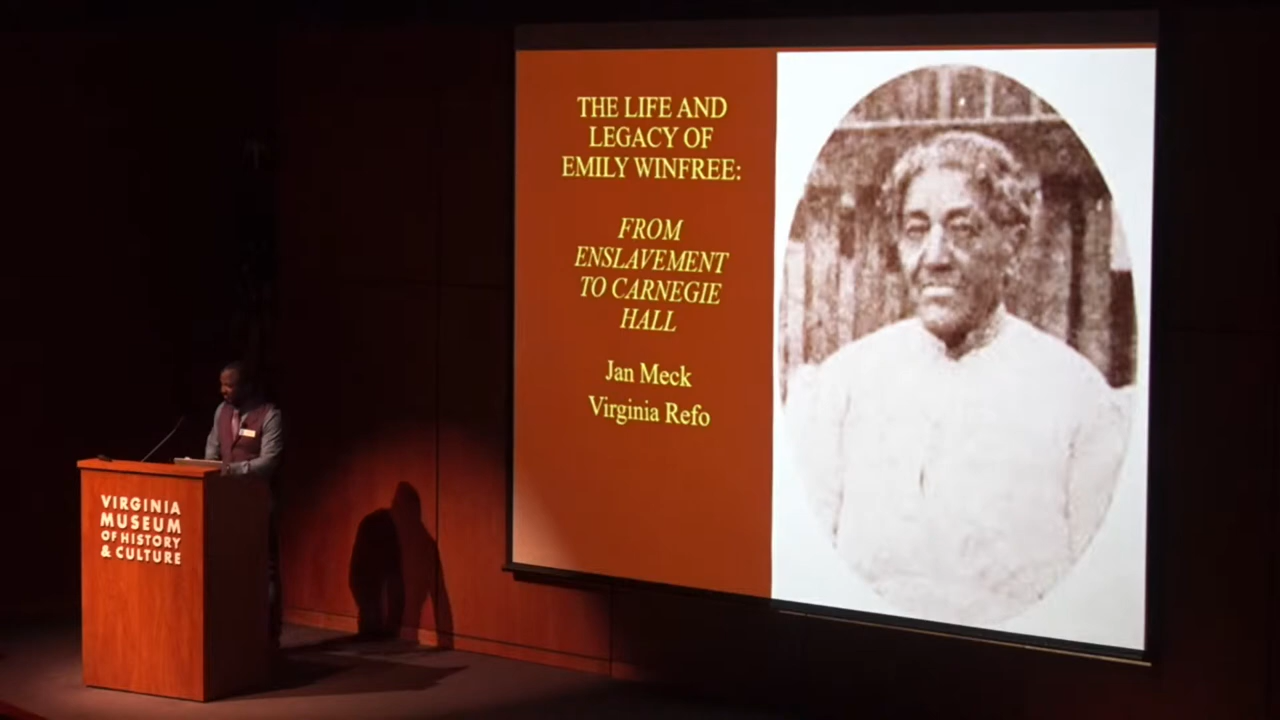 THE LIFE AND
LEGACY OF
EMILY WINFREE:
FROM
ENSLAVEMENT
TO CARNEGIE
HALL
Jan Meck
Virginia Refo
VIRGINIA
MUSEUM
OF HISTORY
& CULTURE